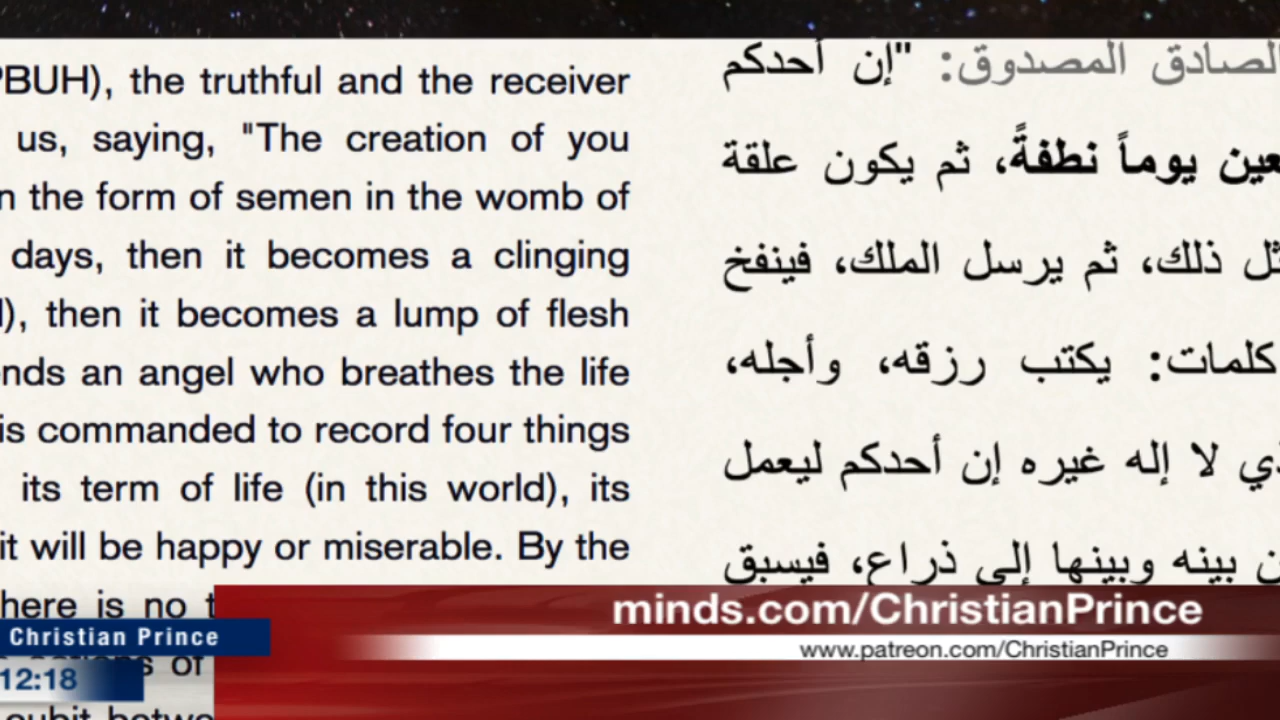 PBUH), the truthful and the receiver
us, saying, "The creation of you
n the form of semen in the womb of
days, then it becomes a clinging
), then it becomes a lump of flesh
nds an angel who breathes the life
is commanded to record four things
its term of life (in this world), its
it will be happy or miserable. By the
here is no
of
الصادق المصدوق: "إن أحدكم
عين يوماً نطفةً، ثم يكون علقة
ثل ذلك، ثم يرسل الملك، فينفخ
كلمات: يكتب رزقه، وأجله،
ذي لا إله غيره إن أحدكم ليعمل
ن بينه وبينها إلى ذراع، فيسبق
minds.com/ChristianPrince
www.patreon.com/ChristianPrince
Christian Prince
12:18